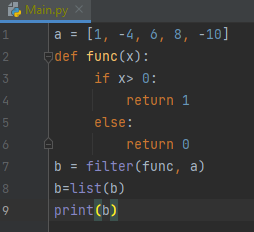 Main.py
1 a = [1, -4, 6, 8, -10]
2 def func(x):
3     if x> 0:
4         return 1
5     else:
6         return 0
7 b = filter(func, a)
8 b=list(b)
9 print(b)